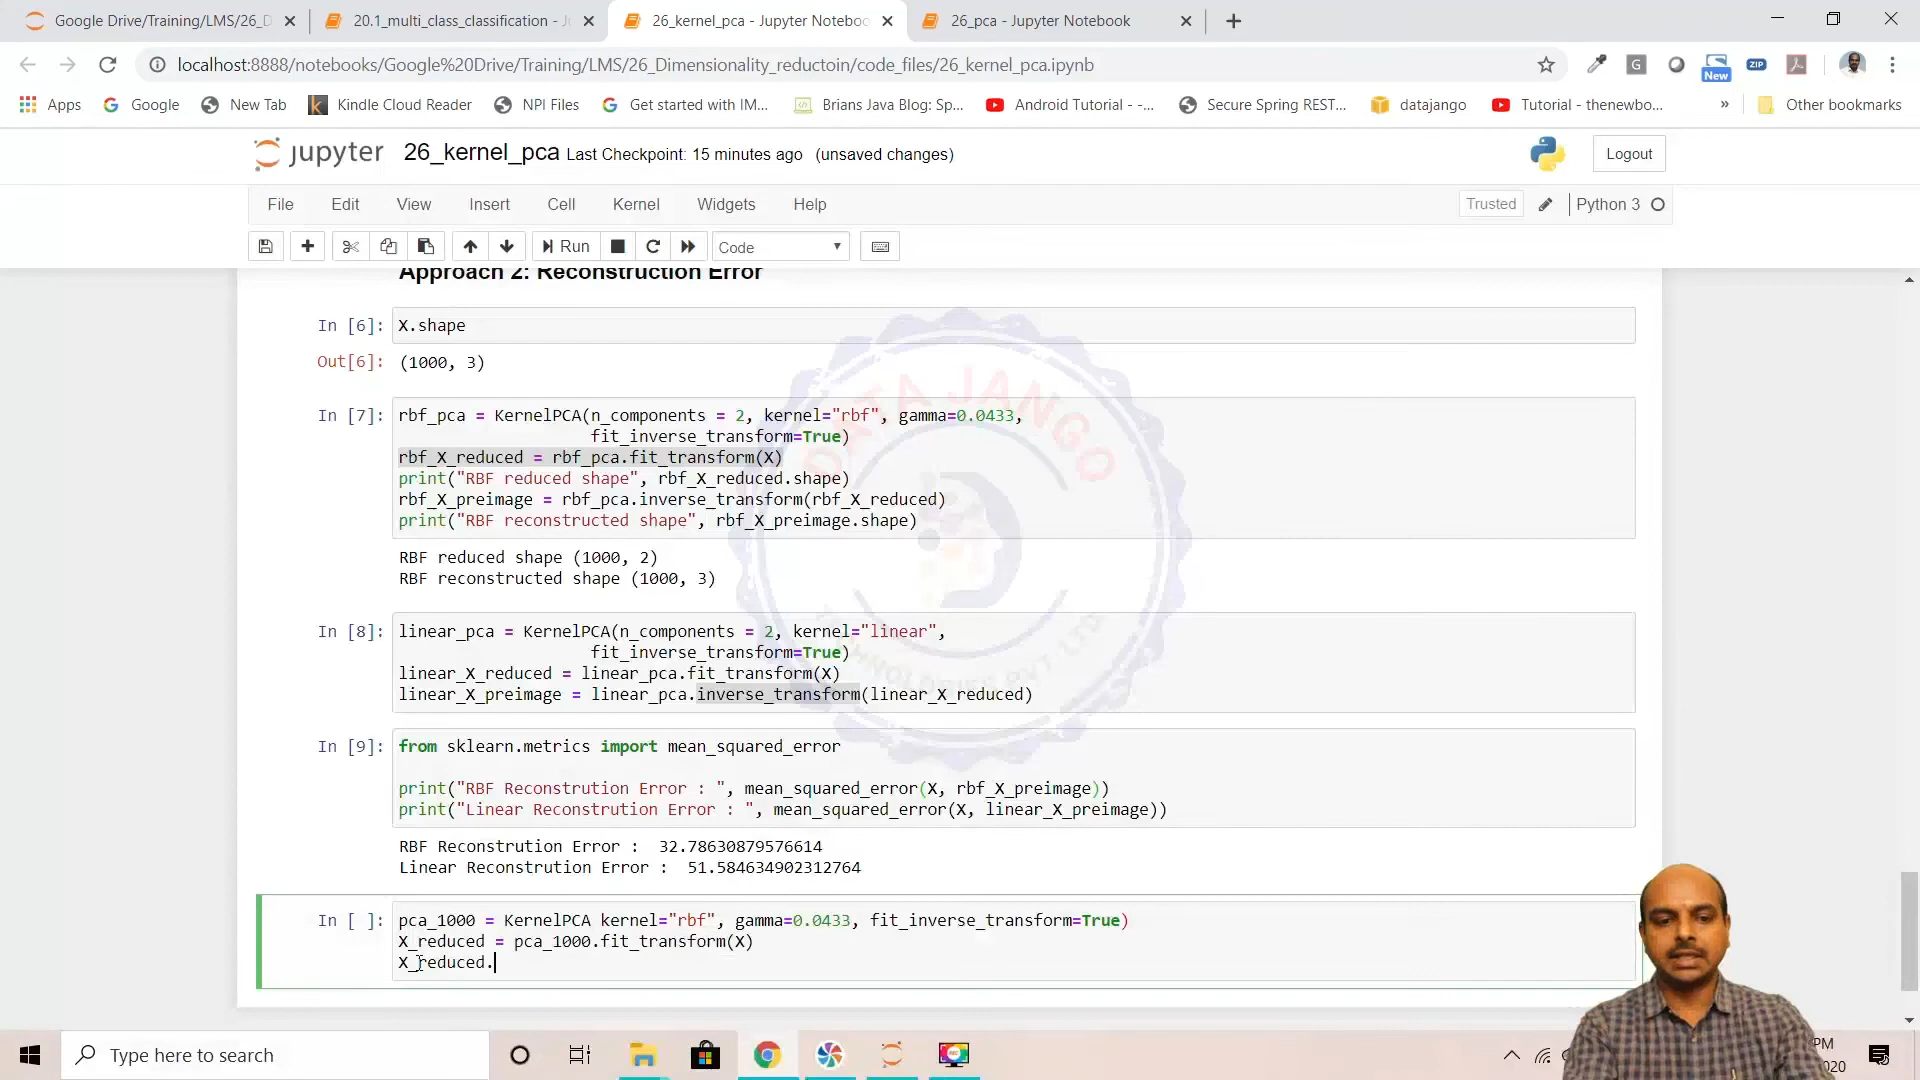 Google Drive/Training/LMS/26_D
20.1_multi_class_classification - J
26_kernel_pca - Jupyter Notebook
26_pca - Jupyter Notebook
localhost:8888/notebooks/Google%20Drive/Training/LMS/26_Dimensionality_reductoin/code_files/26_kernel_pca.ipynb
New
ZIP
Apps
Google
New Tab
Kindle Cloud Reader
NPI Files
Get started with IM...
Brians Java Blog: Sp...
Android Tutorial - -...
Secure Spring REST...
datajango
Tutorial - thenewbo...
»
Other bookmarks
jupyter 26_kernel_pca Last Checkpoint: 15 minutes ago (unsaved changes)
Logout
File Edit View Insert Cell Kernel Widgets Help
Trusted
Python 3
Run
Code
Approach 2: Reconstruction Error
In [6]: X.shape
Out[6]: (1000, 3)
In [7]: rbf_pca = KernelPCA(n_components = 2, kernel="rbf", gamma=0.0433,
fit_inverse_transform=True)
rbf_X_reduced = rbf_pca.fit_transform(X)
print("RBF reduced shape", rbf_X_reduced.shape)
rbf_X_preimage = rbf_pca.inverse_transform(rbf_X_reduced)
print("RBF reconstructed shape", rbf_X_preimage.shape)
RBF reduced shape (1000, 2)
RBF reconstructed shape (1000, 3)
In [8]: linear_pca = KernelPCA(n_components = 2, kernel="linear",
fit_inverse_transform=True)
linear_X_reduced = linear_pca.fit_transform(X)
linear_X_preimage = linear_pca.inverse_transform(linear_X_reduced)
In [9]: from sklearn.metrics import mean_squared_error
print("RBF Reconstrution Error : ", mean_squared_error(X, rbf_X_preimage))
print("Linear Reconstrution Error : ", mean_squared_error(X, linear_X_preimage))
RBF Reconstrution Error :  32.78630879576614
Linear Reconstrution Error :  51.584634902312764
In [ ]: pca_1000 = KernelPCA kernel="rbf", gamma=0.0433, fit_inverse_transform=True)
X_reduced = pca_1000.fit_transform(X)
X_reduced.
DATA JANGO
TECHNOLOGIES PVT LTD
Type here to search
PM